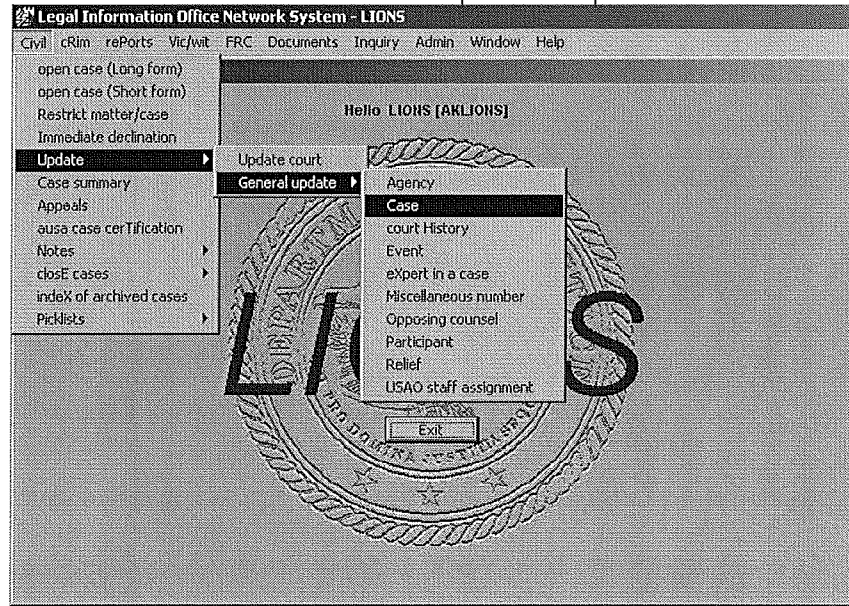 Legal Information Office Network System - LIONS
Civil cRim rePorts Vic/wit FRC Documents Inquiry Admin Window Help
open case (Long form)
open case (Short form)
Restrict matter/case
Immediate declination
Update
Case summary
Appeals
ausa case cerTification
Notes
closE cases
indeX of archived cases
Picklists
Hello LIONS [AKLIONS]
Update court
General update
Agency
Case
court History
Event
eXpert in a case
Miscellaneous number
Opposing counsel
Participant
Relief
USAO staff assignment
Exit